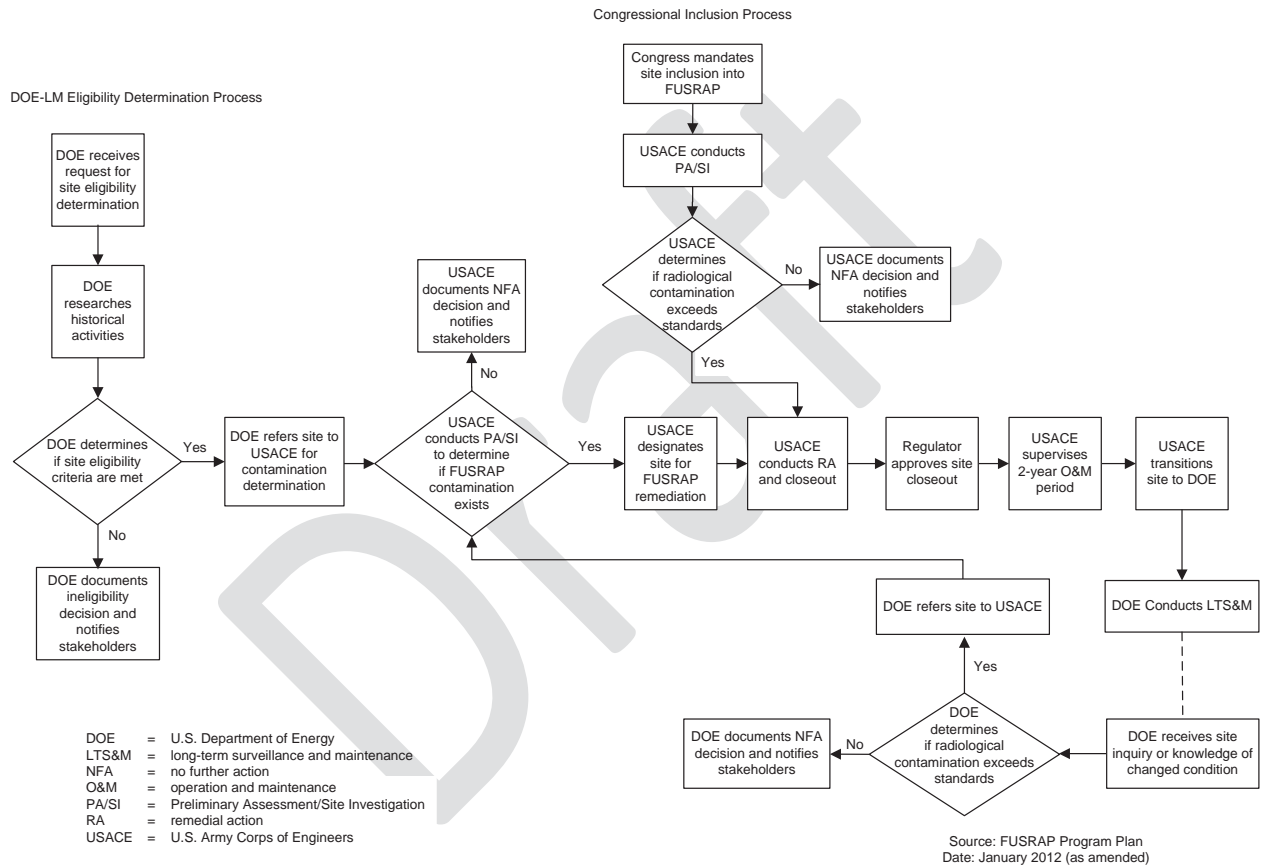 Congressional Inclusion Process
Congress mandates
site inclusion into
FUSRAP
USACE conducts
PA/SI
USACE
determines
if radiological
contamination
exceeds
standards
No
USACE documents
NFA decision and
notifies
stakeholders
Yes
DOE-LM Eligibility Determination Process
DOE receives
request for
site eligibility
determination
DOE
researches
historical
activities
DOE determines
if site eligibility
criteria are met
Yes
No
DOE documents
ineligibility
decision and
notifies
stakeholders
DOE refers site to
USACE for
contamination
determination
USACE
conducts PA/SI
to determine
if FUSRAP
contamination
exists
No
USACE
documents NFA
decision and
notifies
stakeholders
Yes
USACE
designates
site for
FUSRAP
remediation
USACE
conducts RA
and closeout
Regulator
approves site
closeout
USACE
supervises
2-year O&M
period
USACE
transitions
site to DOE
DOE Conducts LTS&M
DOE receives site
inquiry or knowledge of
changed condition
DOE
determines
if radiological
contamination exceeds
standards
Yes
DOE refers site to USACE
No
DOE documents NFA
decision and notifies
stakeholders
DOE = U.S. Department of Energy
LTS&M = long-term surveillance and maintenance
NFA = no further action
O&M = operation and maintenance
PA/SI = Preliminary Assessment/Site Investigation
RA = remedial action
USACE = U.S. Army Corps of Engineers
Source: FUSRAP Program Plan
Date: January 2012 (as amended)
Draft